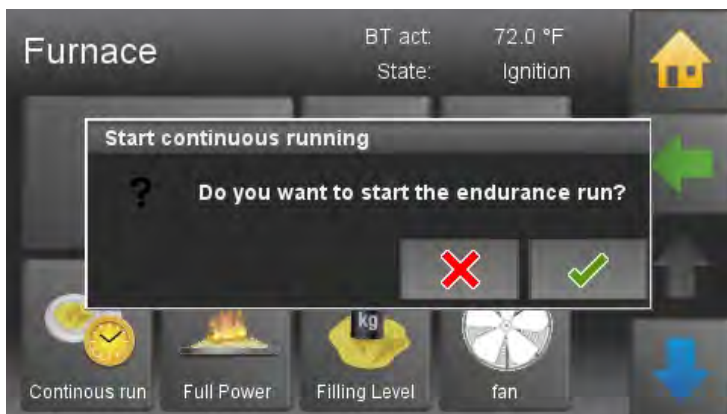 Furnace
BT act: 72.0 °F
State: Ignition
Start continuous running
? Do you want to start the endurance run?
kg
Continous run
Full Power
Filling Level
fan